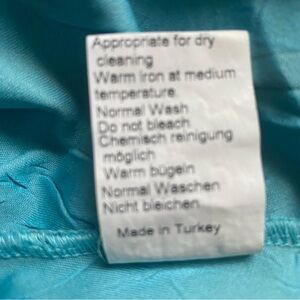 Appropriate for dry
cleaning
Warm iron at medium
temperature
Normal Wash
Do not bleach
Chemisch reinigung
möglich
Warm bügeln
Normal Waschen
Nicht bleichen
Made in Turkey